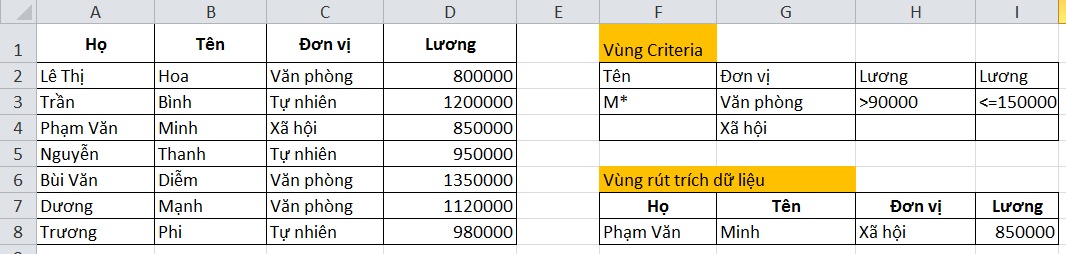 A B C D E F G H I
1 Họ Tên Đơn vị Lương Vùng Criteria
2 Lê Thị Hoa Văn phòng 800000 Tên Đơn vị Lương Lương
3 Trần Bình Tự nhiên 1200000 M* Văn phòng >90000 <=150000
4 Phạm Văn Minh Xã hội 850000 Xã hội
5 Nguyễn Thanh Tự nhiên 950000
6 Bùi Văn Diễm Văn phòng 1350000 Vùng rút trích dữ liệu
7 Dương Mạnh Văn phòng 1120000 Họ Tên Đơn vị Lương
8 Trương Phi Tự nhiên 980000 Phạm Văn Minh Xã hội 850000